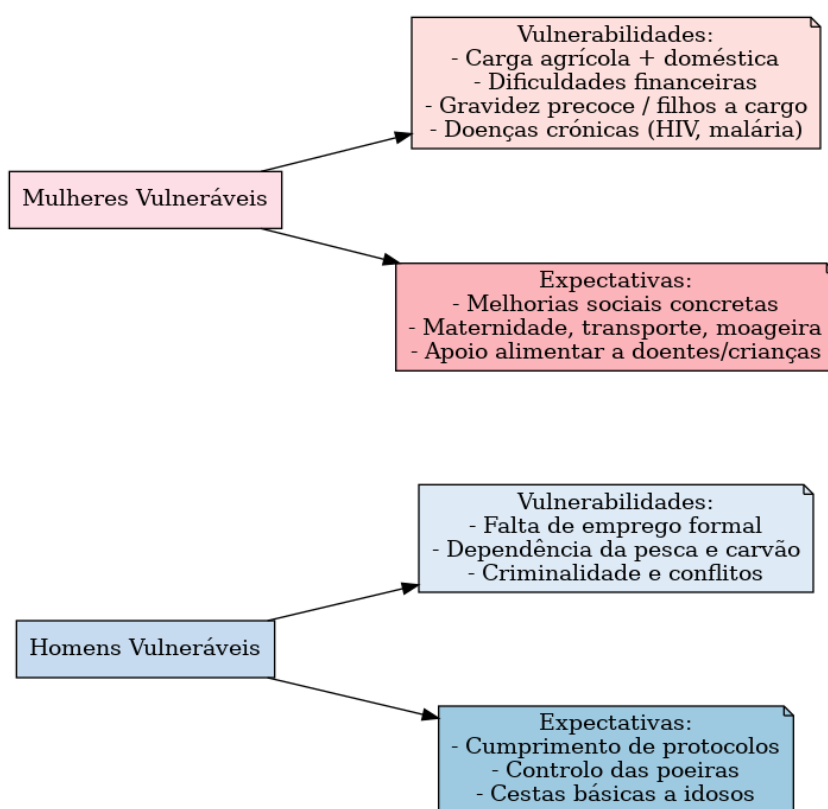 Vulnerabilidades:
- Carga agrícola + doméstica
- Dificuldades financeiras
- Gravidez precoce / filhos a cargo
- Doenças crónicas (HIV, malária)
Mulheres Vulneráveis
Expectativas:
- Melhorias sociais concretas
- Maternidade, transporte, moageira
- Apoio alimentar a doentes/crianças
Vulnerabilidades:
- Falta de emprego formal
- Dependência da pesca e carvão
- Criminalidade e conflitos
Homens Vulneráveis
Expectativas:
- Cumprimento de protocolos
- Controlo das poeiras
- Cestas básicas a idosos